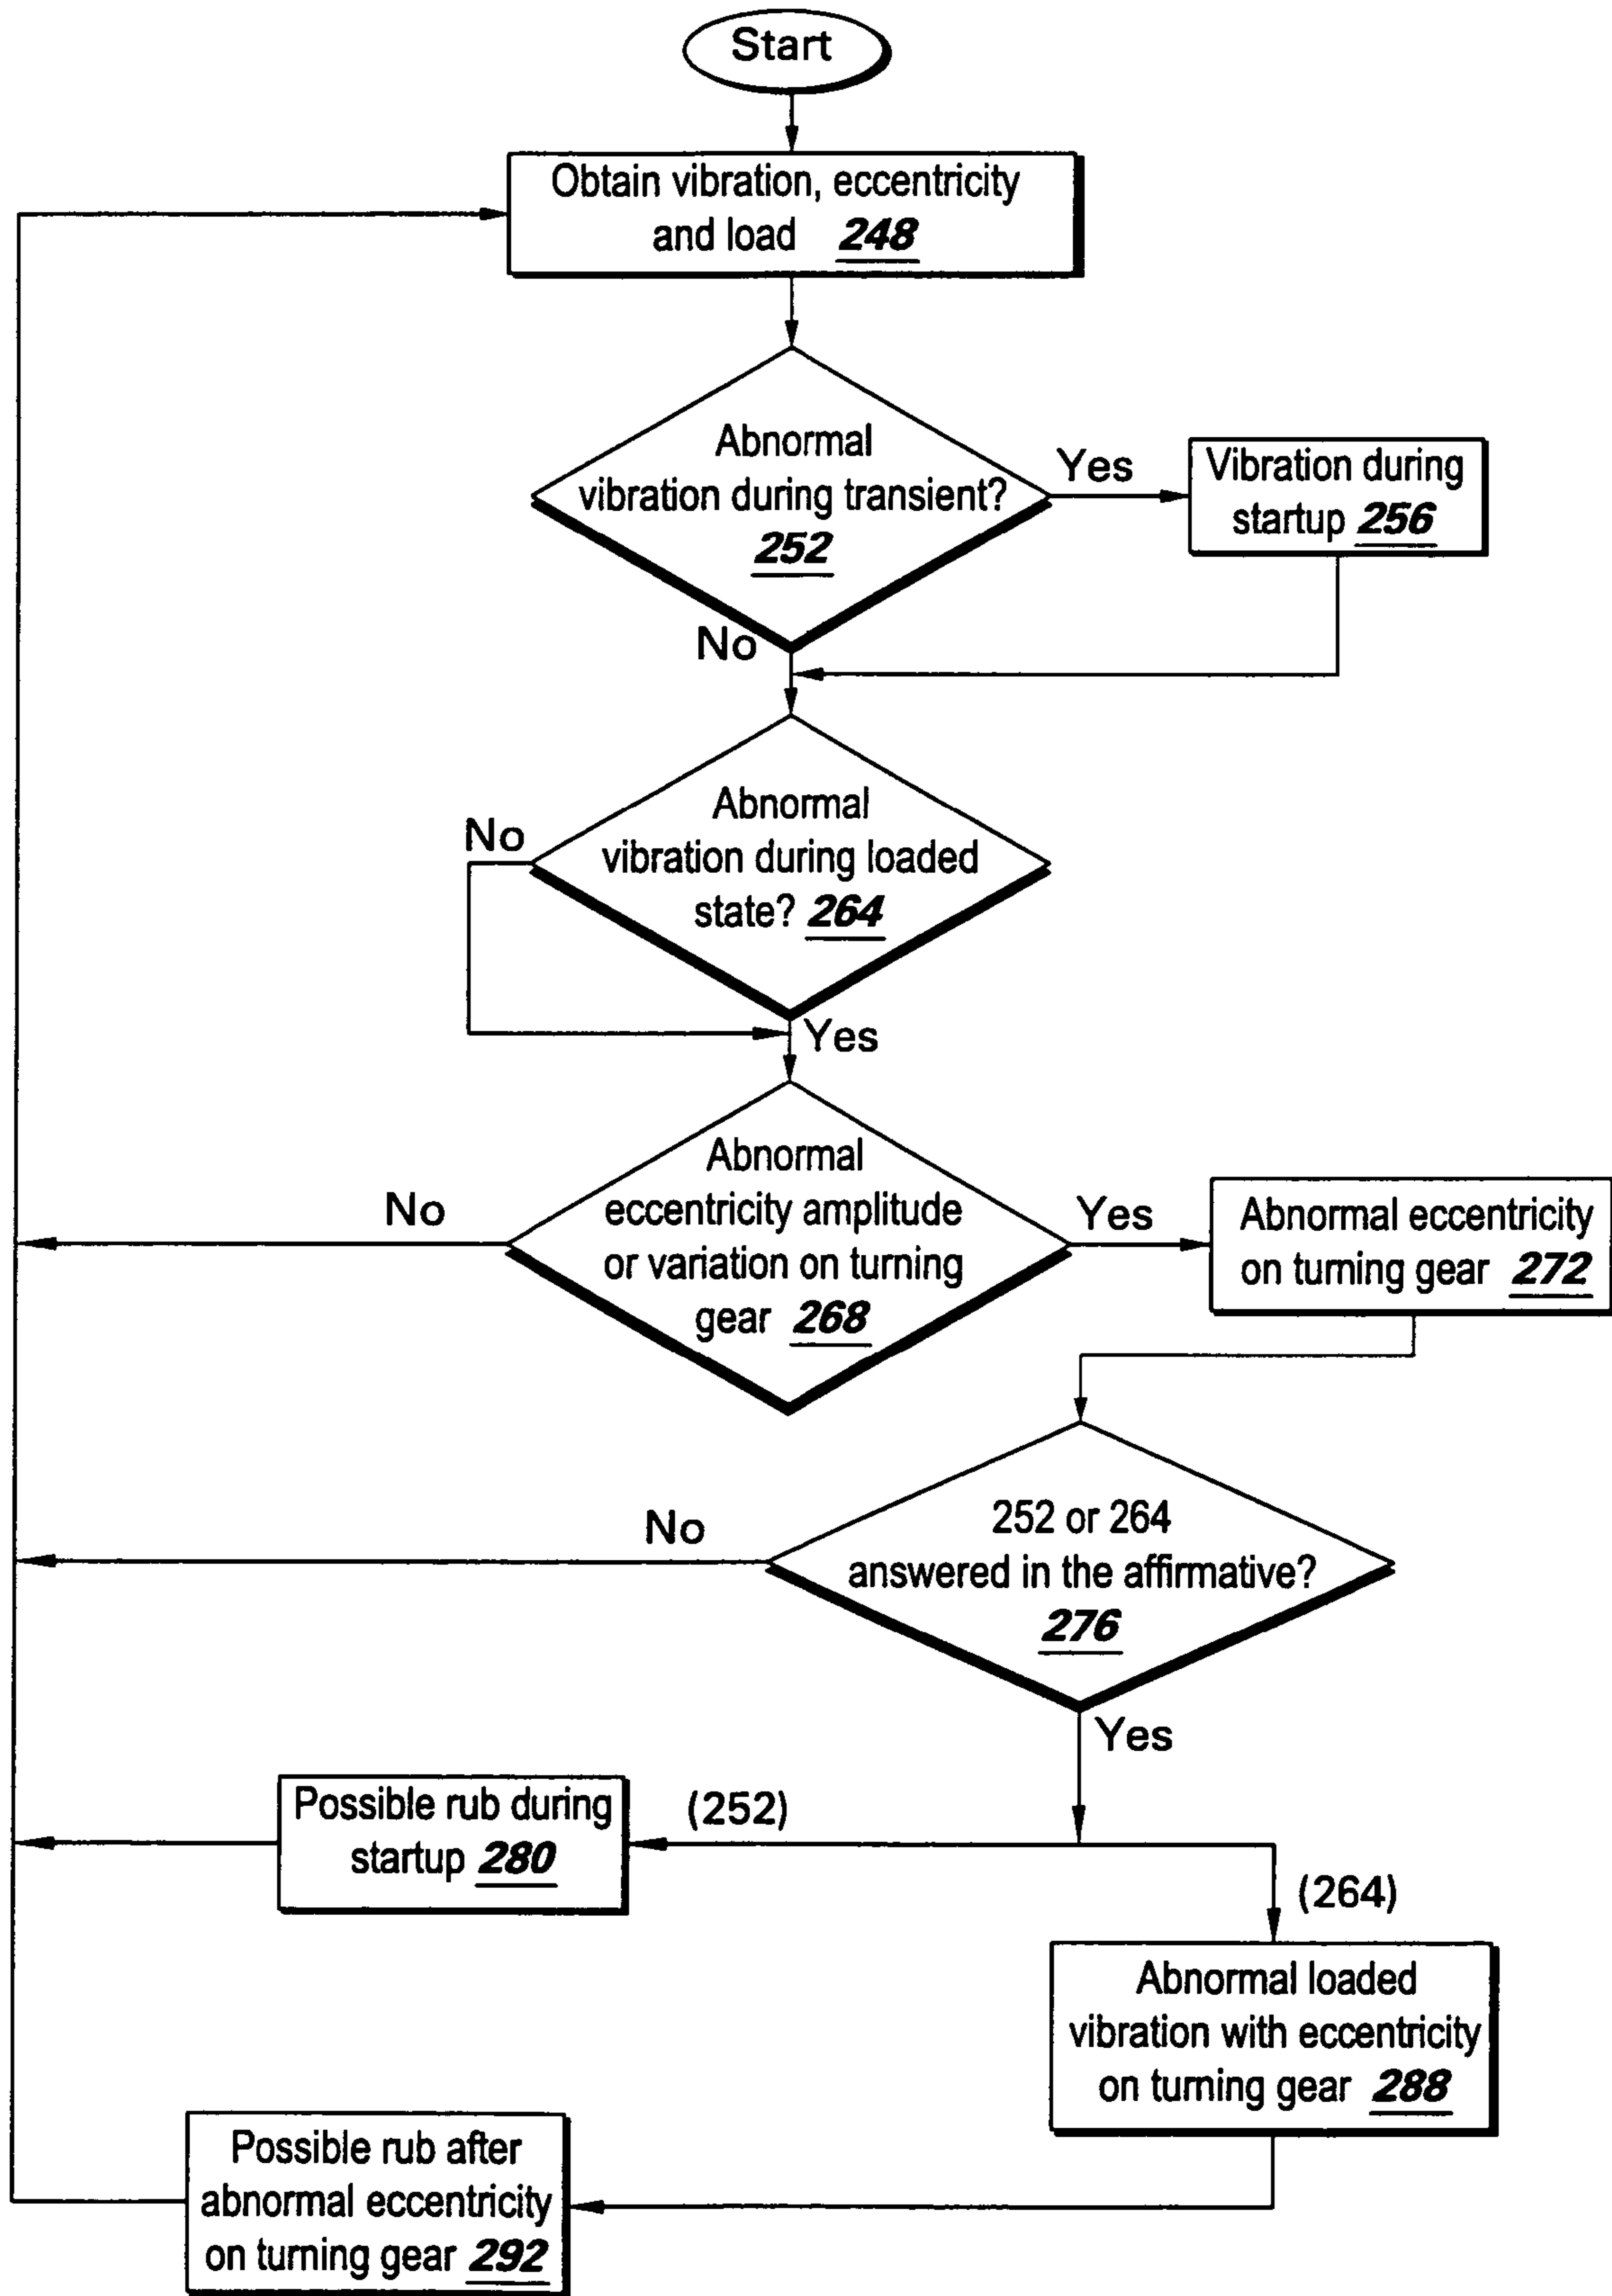 Start
Obtain vibration, eccentricity
and load 248
Abnormal
vibration during transient?
252
Yes
Vibration during
startup 256
No
Abnormal
vibration during loaded
state? 264
No
Yes
Abnormal
eccentricity amplitude
or variation on turning
gear 268
No
Yes
Abnormal eccentricity
on turning gear 272
252 or 264
answered in the affirmative?
276
No
Yes
(252)
Possible rub during
startup 280
(264)
Abnormal loaded
vibration with eccentricity
on turning gear 288
Possible rub after
abnormal eccentricity
on turning gear 292